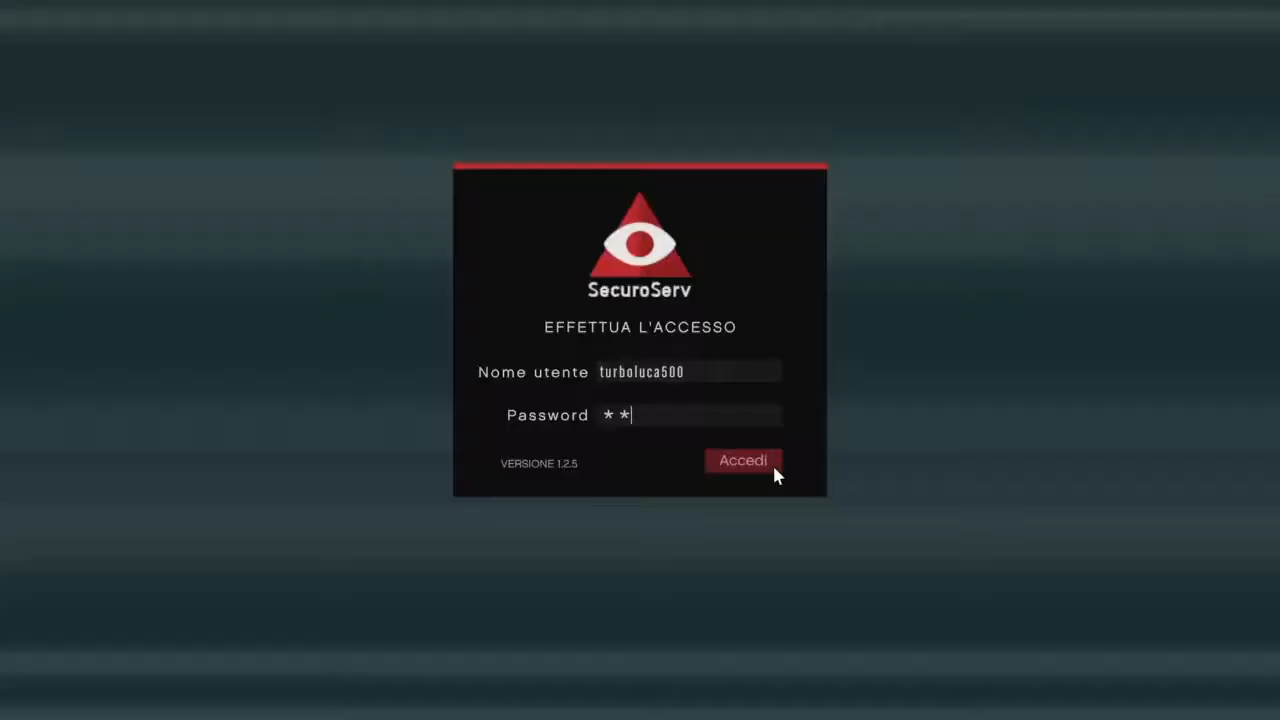 SecuroServ
EFFETTUA L'ACCESSO
Nome utente turboluca500
Password **
VERSIONE 1.2.5 Accedi